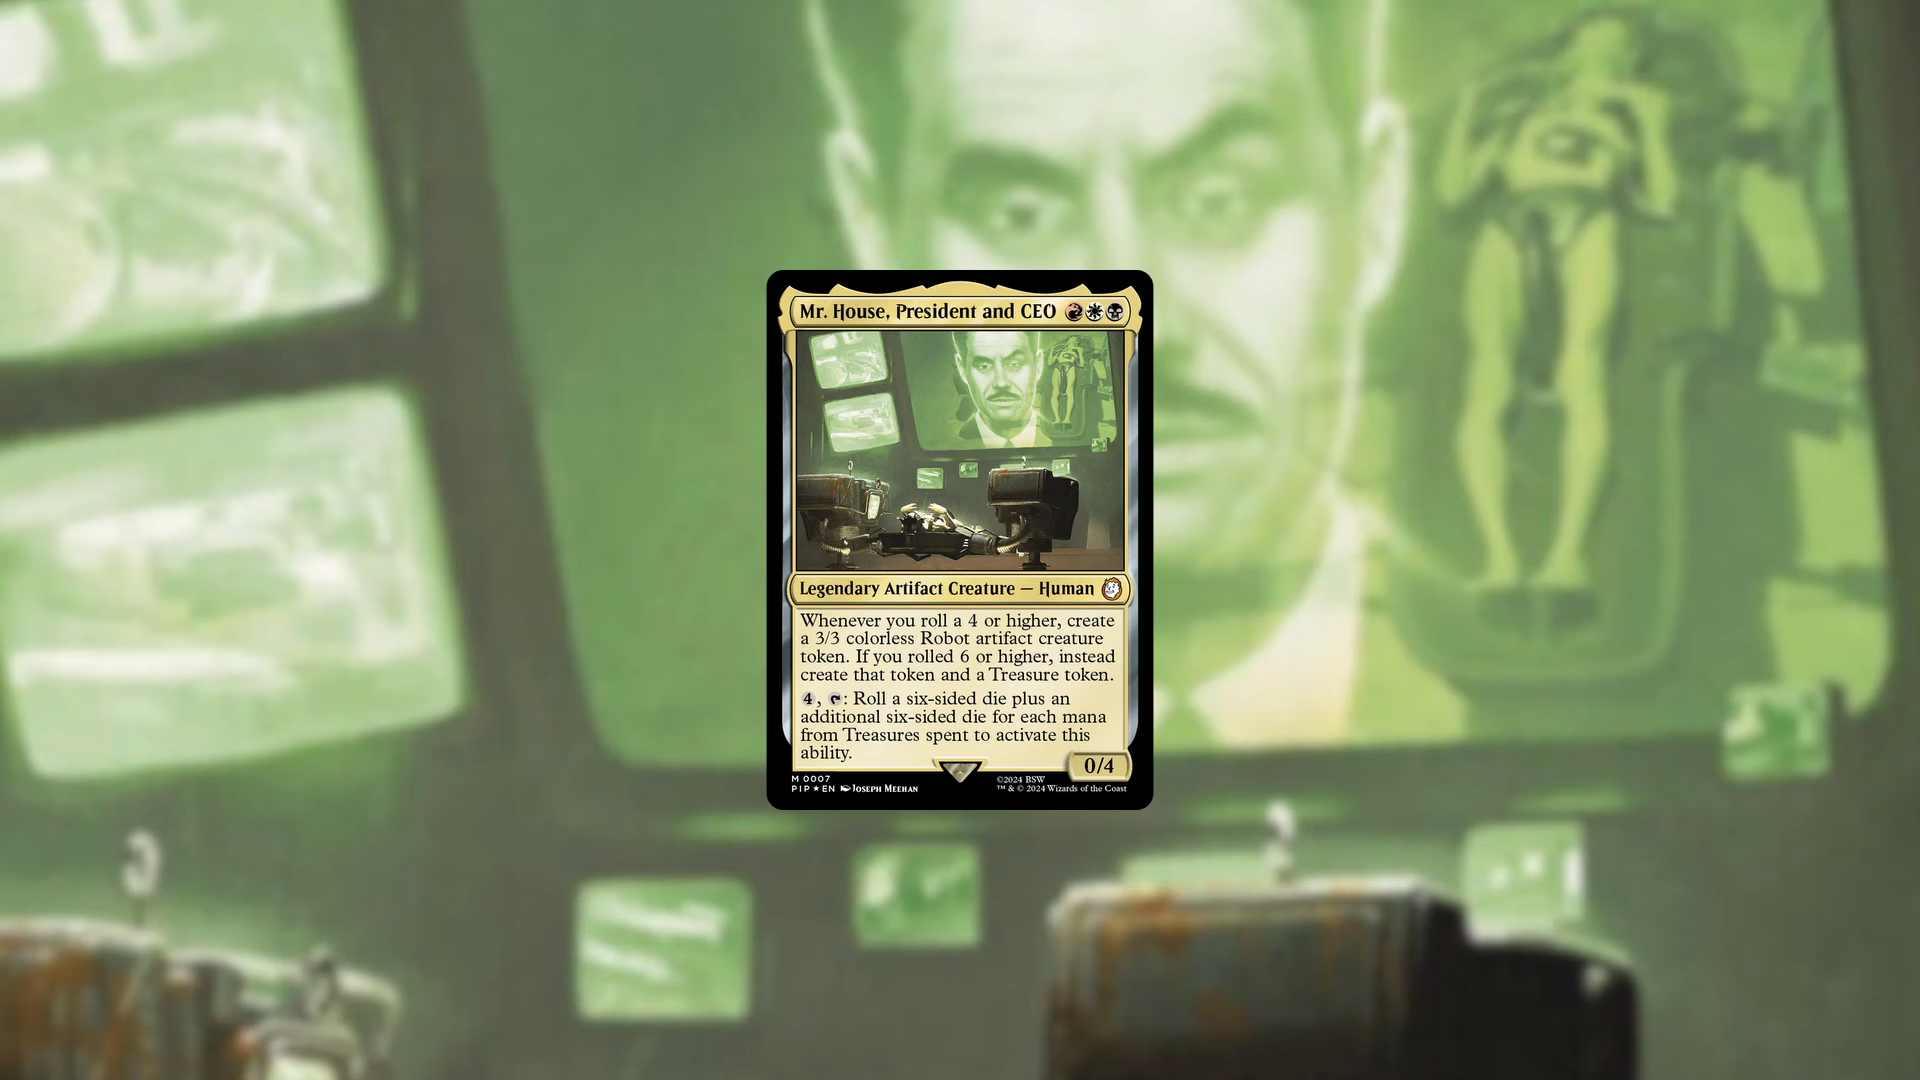 Mr. House, President and CEO
Legendary Artifact Creature — Human
Whenever you roll a 4 or higher, create
a 3/3 colorless Robot artifact creature
token. If you rolled 6 or higher, instead
create that token and a Treasure token.
4, : Roll a six-sided die plus an
additional six-sided die for each mana
from Treasures spent to activate this
ability.
0/4
M 0007
PIP★EN Joseph Meehan
©2024 BSW
™ & © 2024 Wizards of the Coast